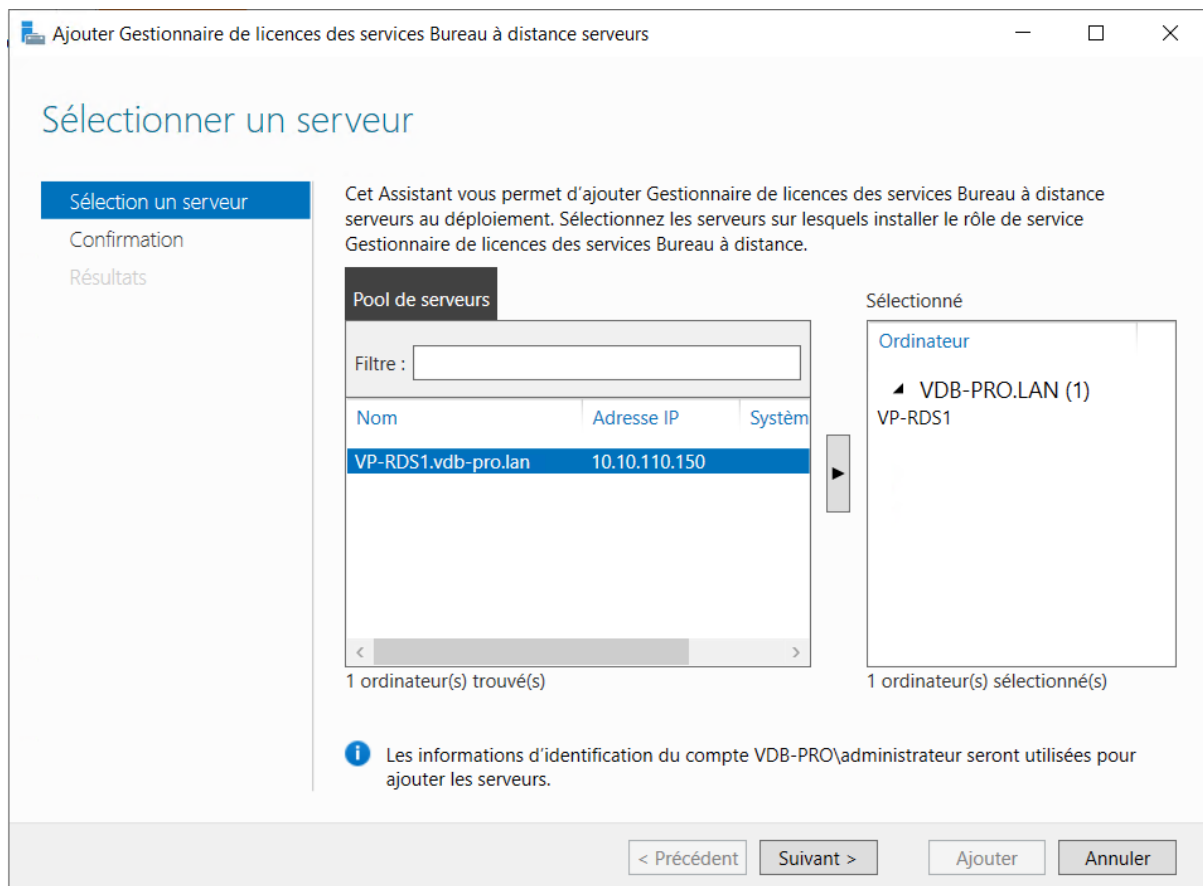 Ajouter Gestionnaire de licences des services Bureau à distance serveurs
Sélectionner un serveur
Sélection un serveur
Confirmation
Résultats
Cet Assistant vous permet d’ajouter Gestionnaire de licences des services Bureau à distance
serveurs au déploiement. Sélectionnez les serveurs sur lesquels installer le rôle de service
Gestionnaire de licences des services Bureau à distance.
Pool de serveurs
Filtre :
Nom Adresse IP Systèm
VP-RDS1.vdb-pro.lan 10.10.110.150
1 ordinateur(s) trouvé(s)
Sélectionné
Ordinateur
VDB-PRO.LAN (1)
VP-RDS1
1 ordinateur(s) sélectionné(s)
Les informations d’identification du compte VDB-PRO\administrateur seront utilisées pour
ajouter les serveurs.
< Précédent Suivant > Ajouter Annuler